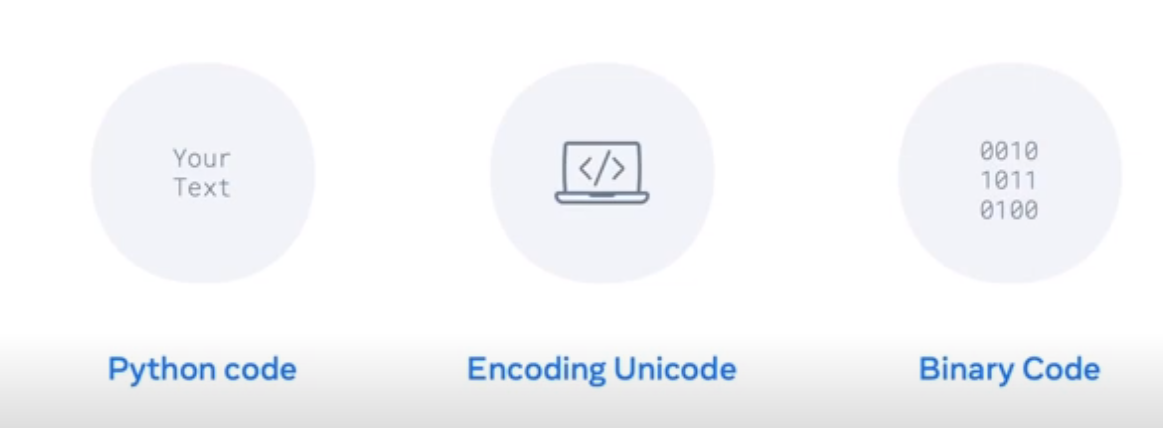 Your
Text
</>
0010
1011
0100
Python code
Encoding Unicode
Binary Code